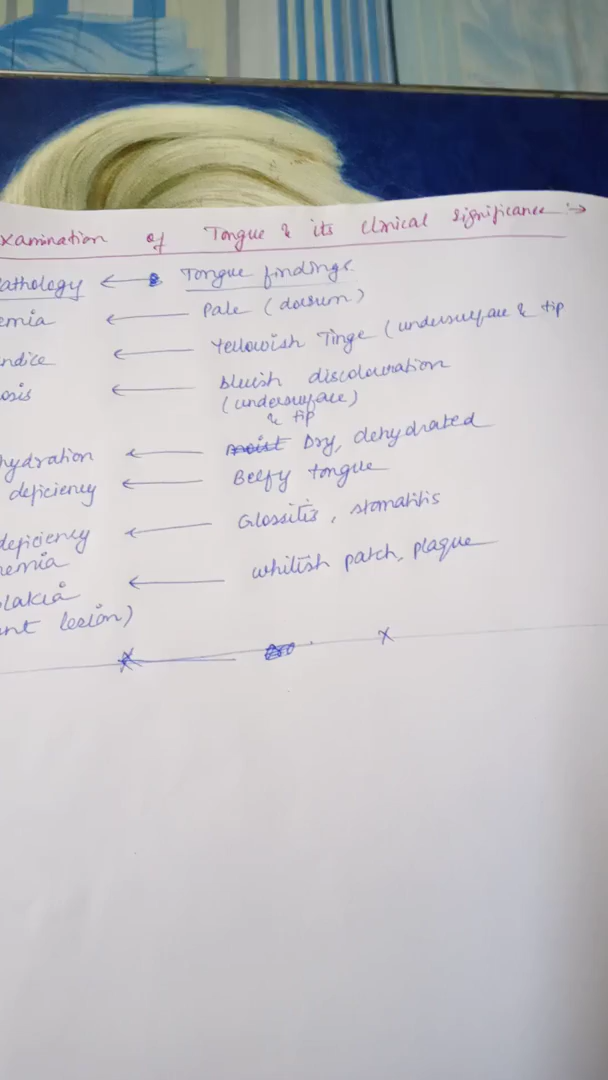 xamination of Tongue & its clinical significance :→
athology ← Tongue findings.
emia ← Pale (dorsum)
ndice ← Yellowish Tinge (undersurface & tip
osis ← bluish discolouration
(undersurface)
& tip
hydration ← moist Dry, dehydrated
deficiency ← Beefy tongue
deficiency ← Glossitis, stomatitis
nemia
lakia ← whitish patch, plaque
ant lesion)